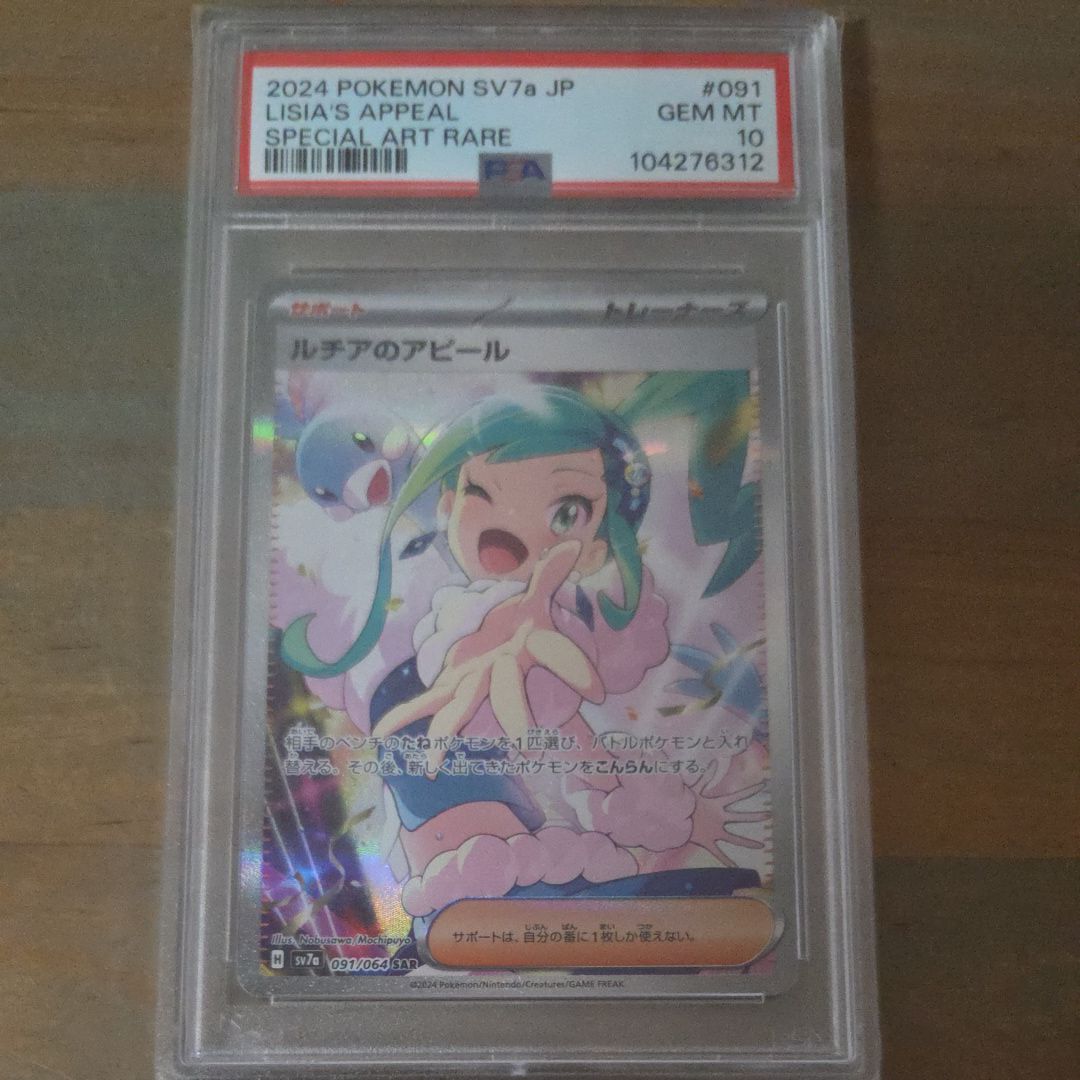 2024 POKEMON SV7a JP #091
LISIA'S APPEAL GEM MT
SPECIAL ART RARE 10
PSA 104276312
サポート トレーナーズ
ルチアのアピール
相手のベンチのたねポケモンを1匹選び、バトルポケモンと入れ
替える。その後、新しく出てきたポケモンをこんらんにする。
サポートは、自分の番に1枚しか使えない。
Illus. Nobusawa/Mochipuyo
H sv7a 091/064 SAR
©2024 Pokémon/Nintendo/Creatures/GAME FREAK